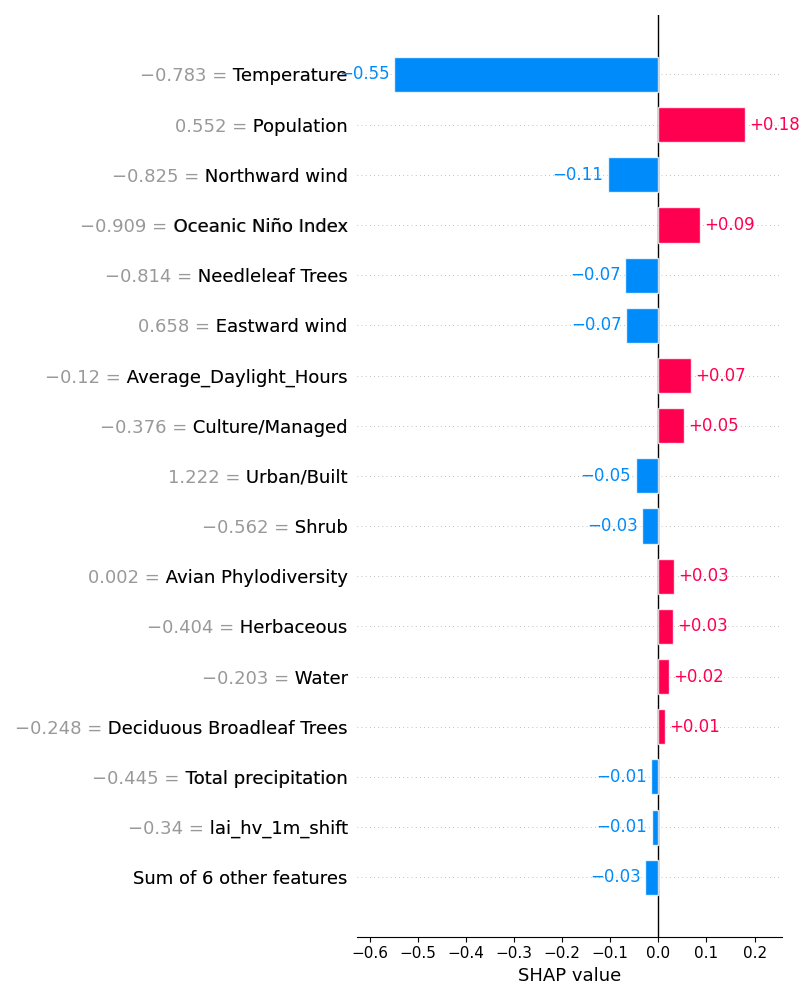 −0.783 = Temperature −0.55
0.552 = Population +0.18
−0.825 = Northward wind −0.11
−0.909 = Oceanic Niño Index +0.09
−0.814 = Needleleaf Trees −0.07
0.658 = Eastward wind −0.07
−0.12 = Average_Daylight_Hours +0.07
−0.376 = Culture/Managed +0.05
1.222 = Urban/Built −0.05
−0.562 = Shrub −0.03
0.002 = Avian Phylodiversity +0.03
−0.404 = Herbaceous +0.03
−0.203 = Water +0.02
−0.248 = Deciduous Broadleaf Trees +0.01
−0.445 = Total precipitation −0.01
−0.34 = lai_hv_1m_shift −0.01
Sum of 6 other features −0.03
−0.6 −0.5 −0.4 −0.3 −0.2 −0.1 0.0 0.1 0.2
SHAP value